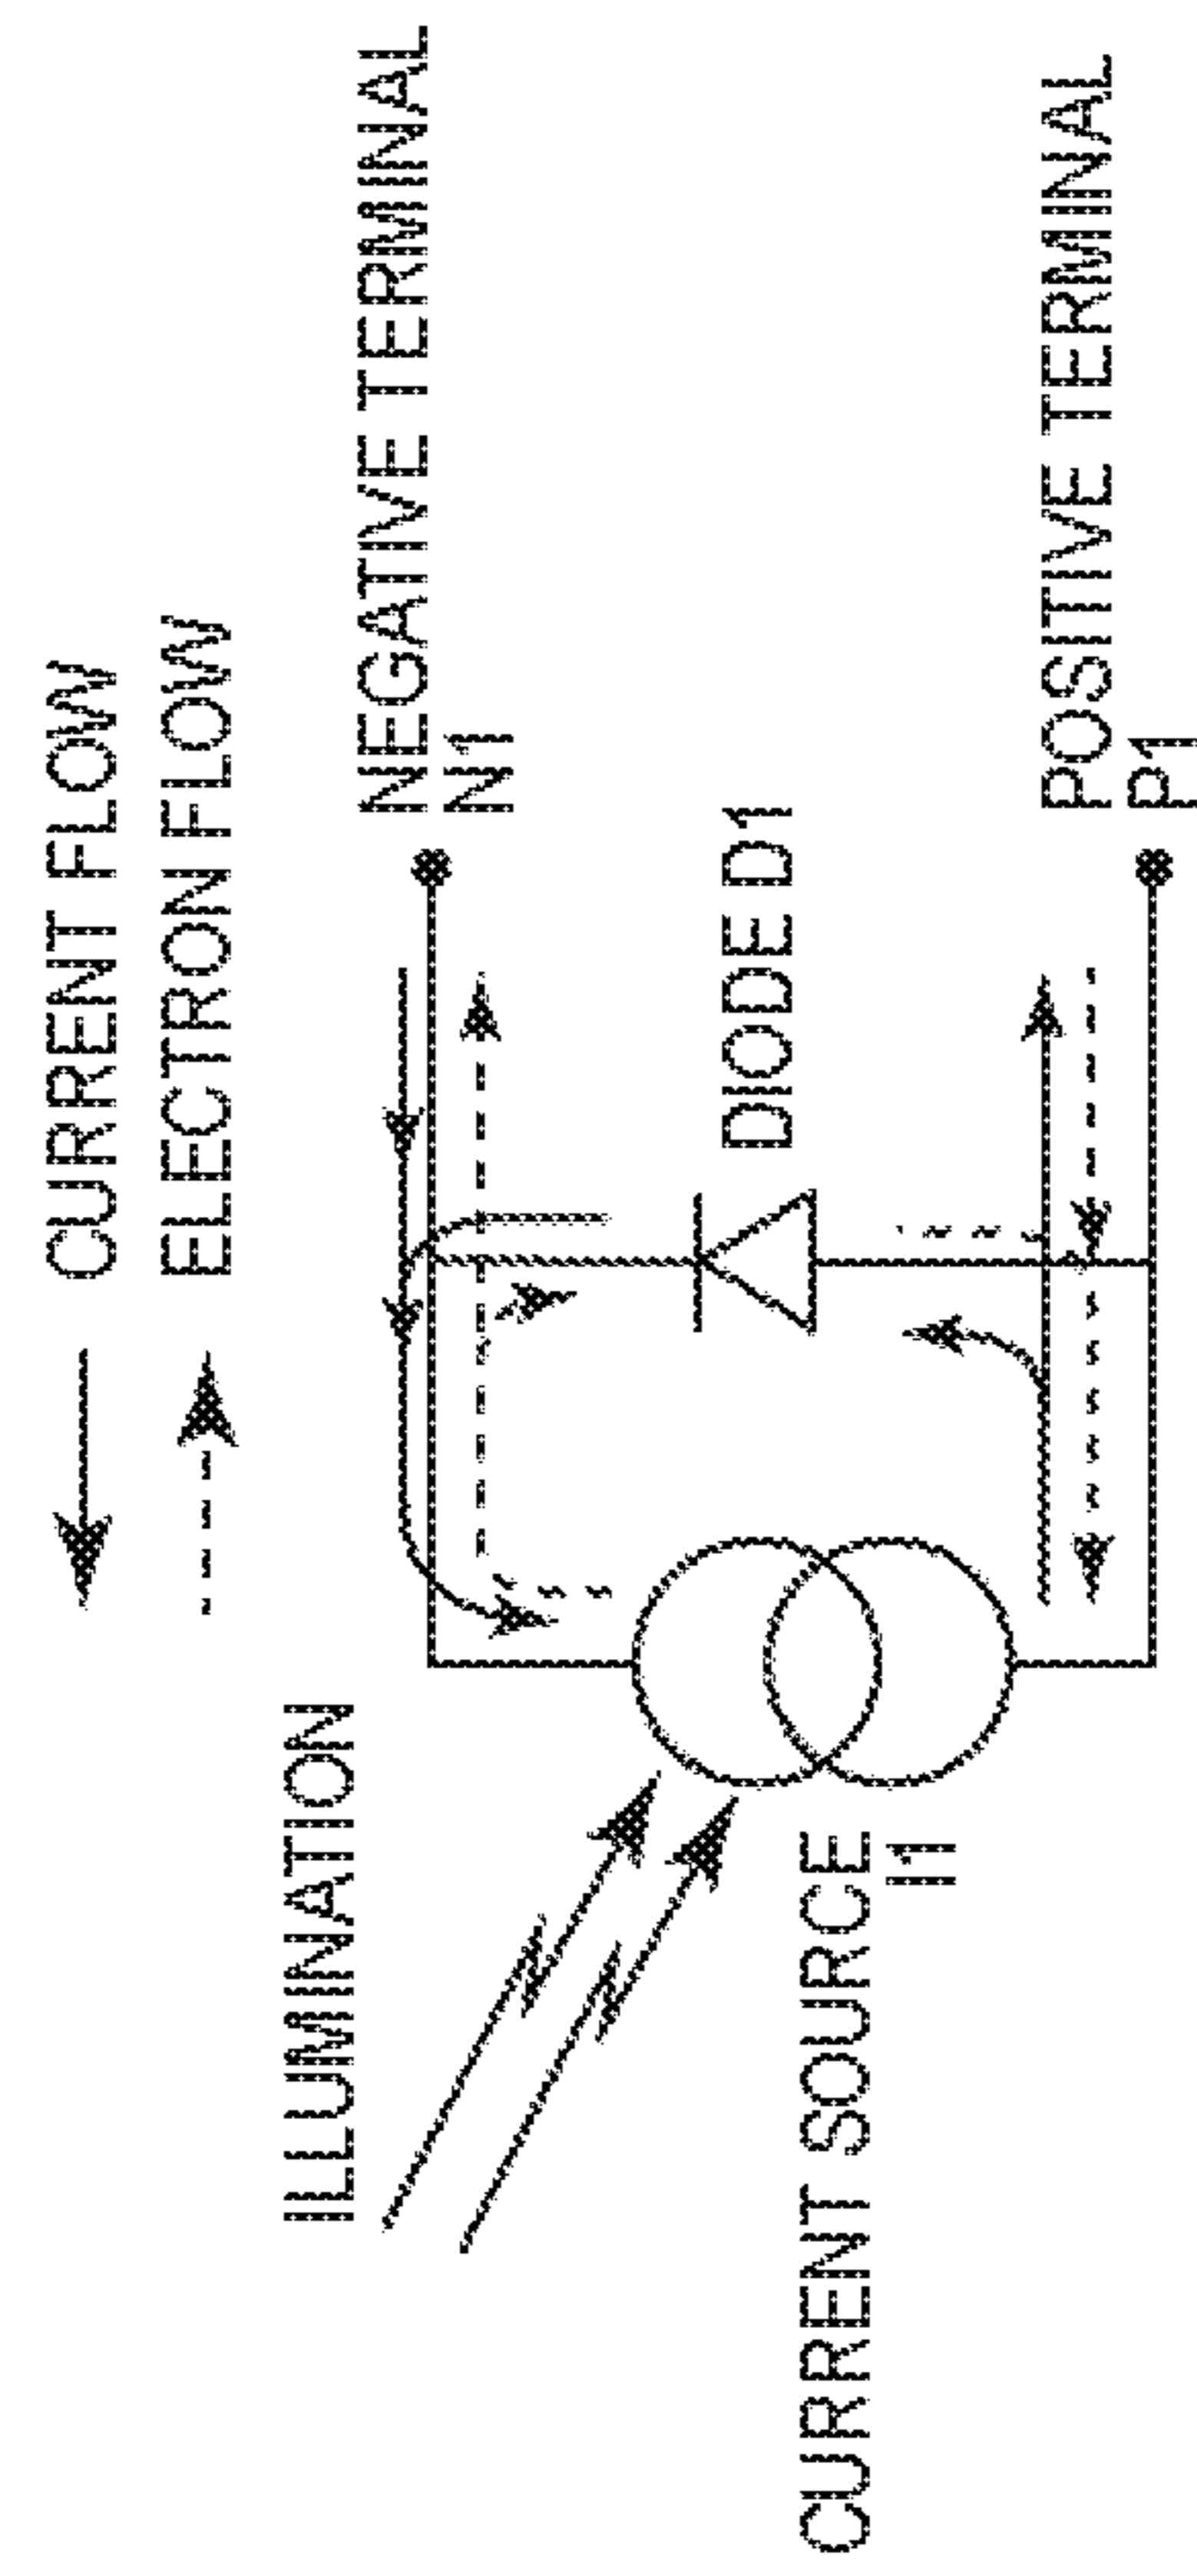 CURRENT FLOW
ELECTRON FLOW
ILLUMINATION
NEGATIVE TERMINAL
N1
DIODE D1
CURRENT SOURCE
I1
POSITIVE TERMINAL
P1